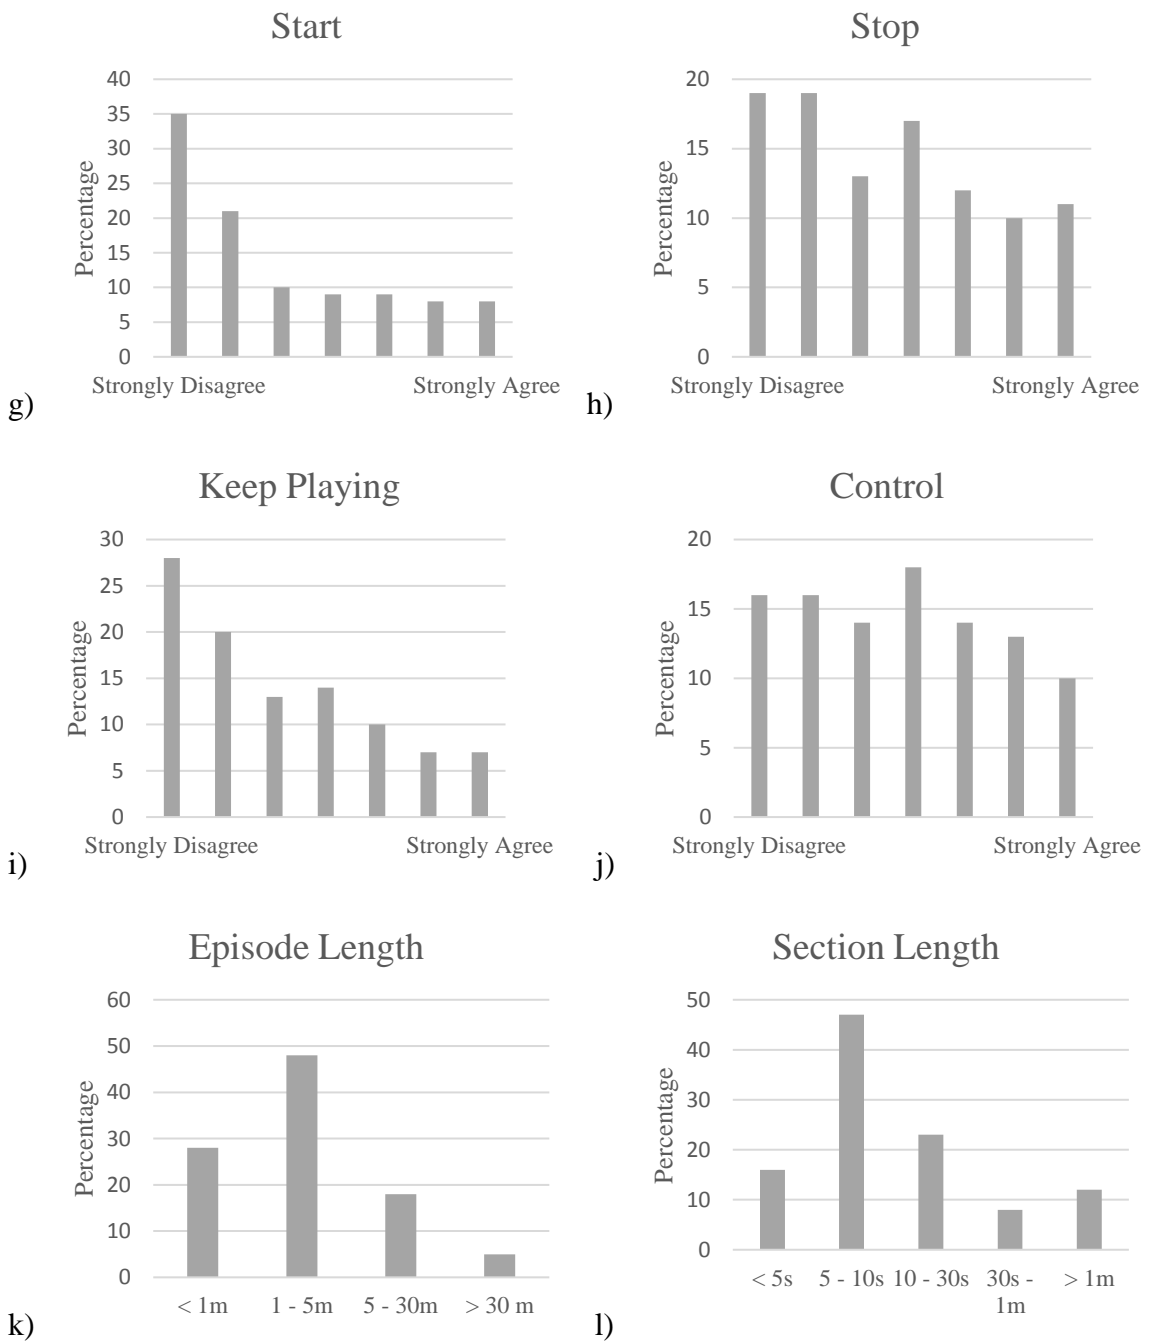 Start
Percentage
40
35
30
25
20
15
10
5
0
Strongly Disagree Strongly Agree
g)
Stop
Percentage
20
15
10
5
0
Strongly Disagree Strongly Agree
h)
Keep Playing
Percentage
30
25
20
15
10
5
0
Strongly Disagree Strongly Agree
i)
Control
Percentage
20
15
10
5
0
Strongly Disagree Strongly Agree
j)
Episode Length
Percentage
60
50
40
30
20
10
0
< 1m 1 - 5m 5 - 30m > 30 m
k)
Section Length
Percentage
50
40
30
20
10
0
< 5s 5 - 10s 10 - 30s 30s - > 1m
1m
l)